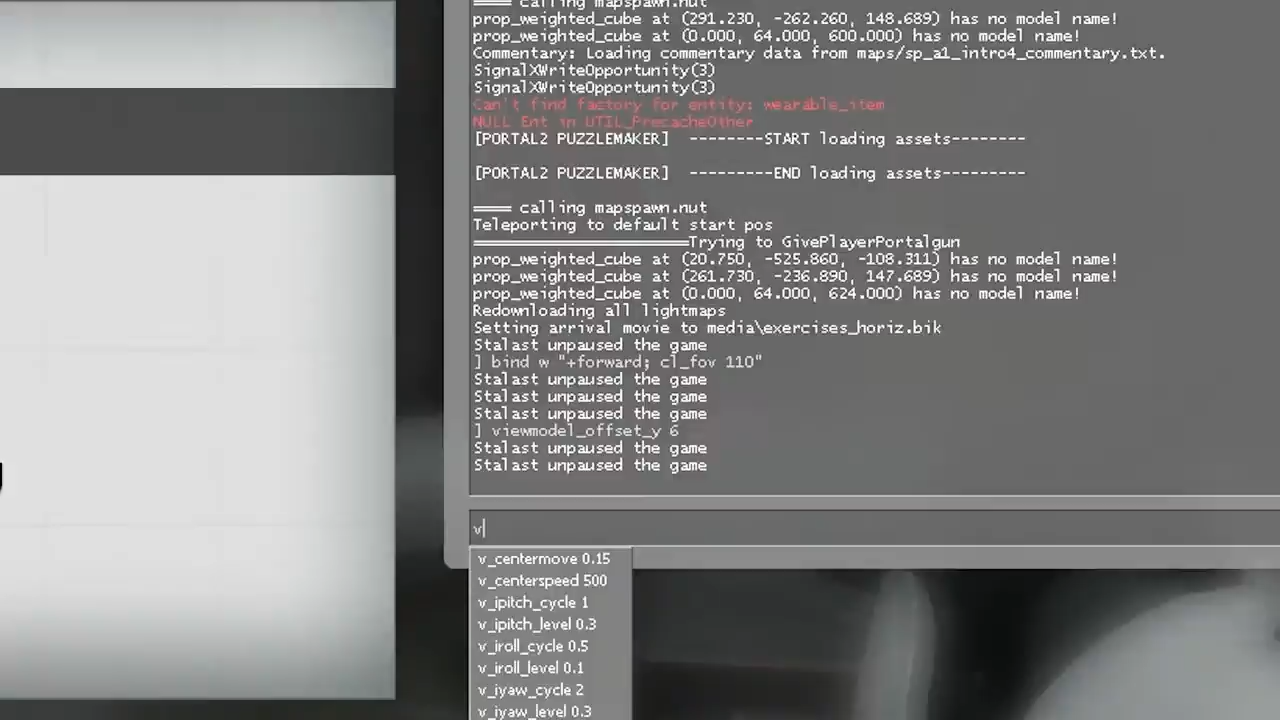 ==== calling mapspawn.nut
prop_weighted_cube at (291.230, -262.260, 148.689) has no model name!
prop_weighted_cube at (0.000, 64.000, 600.000) has no model name!
Commentary: Loading commentary data from maps/sp_a1_intro4_commentary.txt.
SignalXWriteOpportunity(3)
SignalXWriteOpportunity(3)
Can't find factory for entity: wearable_item
NULL Ent in UTIL_PrecacheOther
[PORTAL2 PUZZLEMAKER] --------START loading assets--------
[PORTAL2 PUZZLEMAKER] ---------END loading assets---------
==== calling mapspawn.nut
Teleporting to default start pos
=======================Trying to GivePlayerPortalgun
prop_weighted_cube at (20.750, -525.860, -108.311) has no model name!
prop_weighted_cube at (261.730, -236.890, 147.689) has no model name!
prop_weighted_cube at (0.000, 64.000, 624.000) has no model name!
Redownloading all lightmaps
Setting arrival movie to media\exercises_horiz.bik
Stalast unpaused the game
] bind w "+forward; cl_fov 110"
Stalast unpaused the game
Stalast unpaused the game
Stalast unpaused the game
] viewmodel_offset_y 6
Stalast unpaused the game
Stalast unpaused the game
v
v_centermove 0.15
v_centerspeed 500
v_ipitch_cycle 1
v_ipitch_level 0.3
v_iroll_cycle 0.5
v_iroll_level 0.1
v_iyaw_cycle 2
v_iyaw_level 0.3